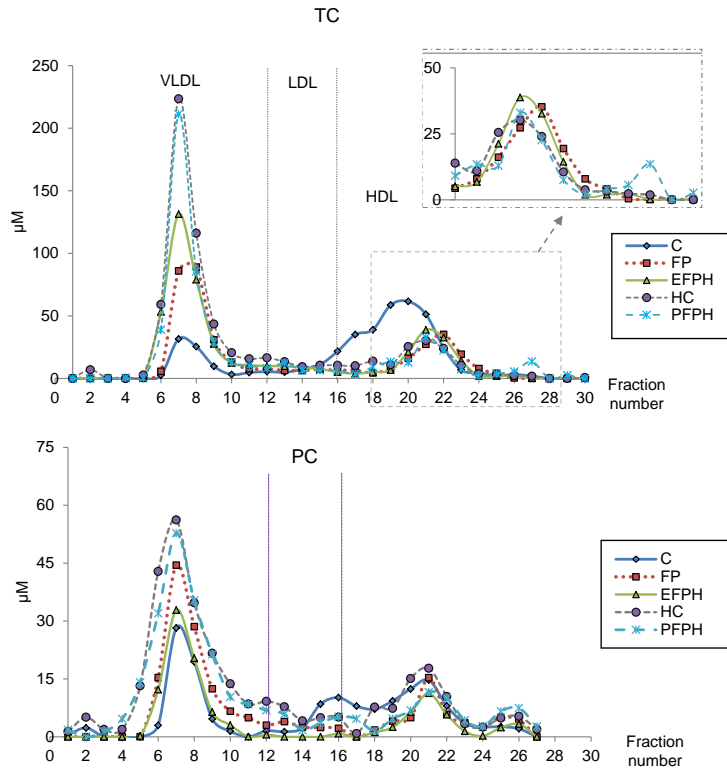 TC
250
200
150
100
50
0
µM
VLDL
LDL
HDL
50
25
0
C
FP
EFPH
HC
PFPH
0 2 4 6 8 10 12 14 16 18 20 22 24 26 28 30
Fraction
number
PC
75
60
45
30
15
0
µM
C
FP
EFPH
HC
PFPH
0 2 4 6 8 10 12 14 16 18 20 22 24 26 28 30
Fraction
number